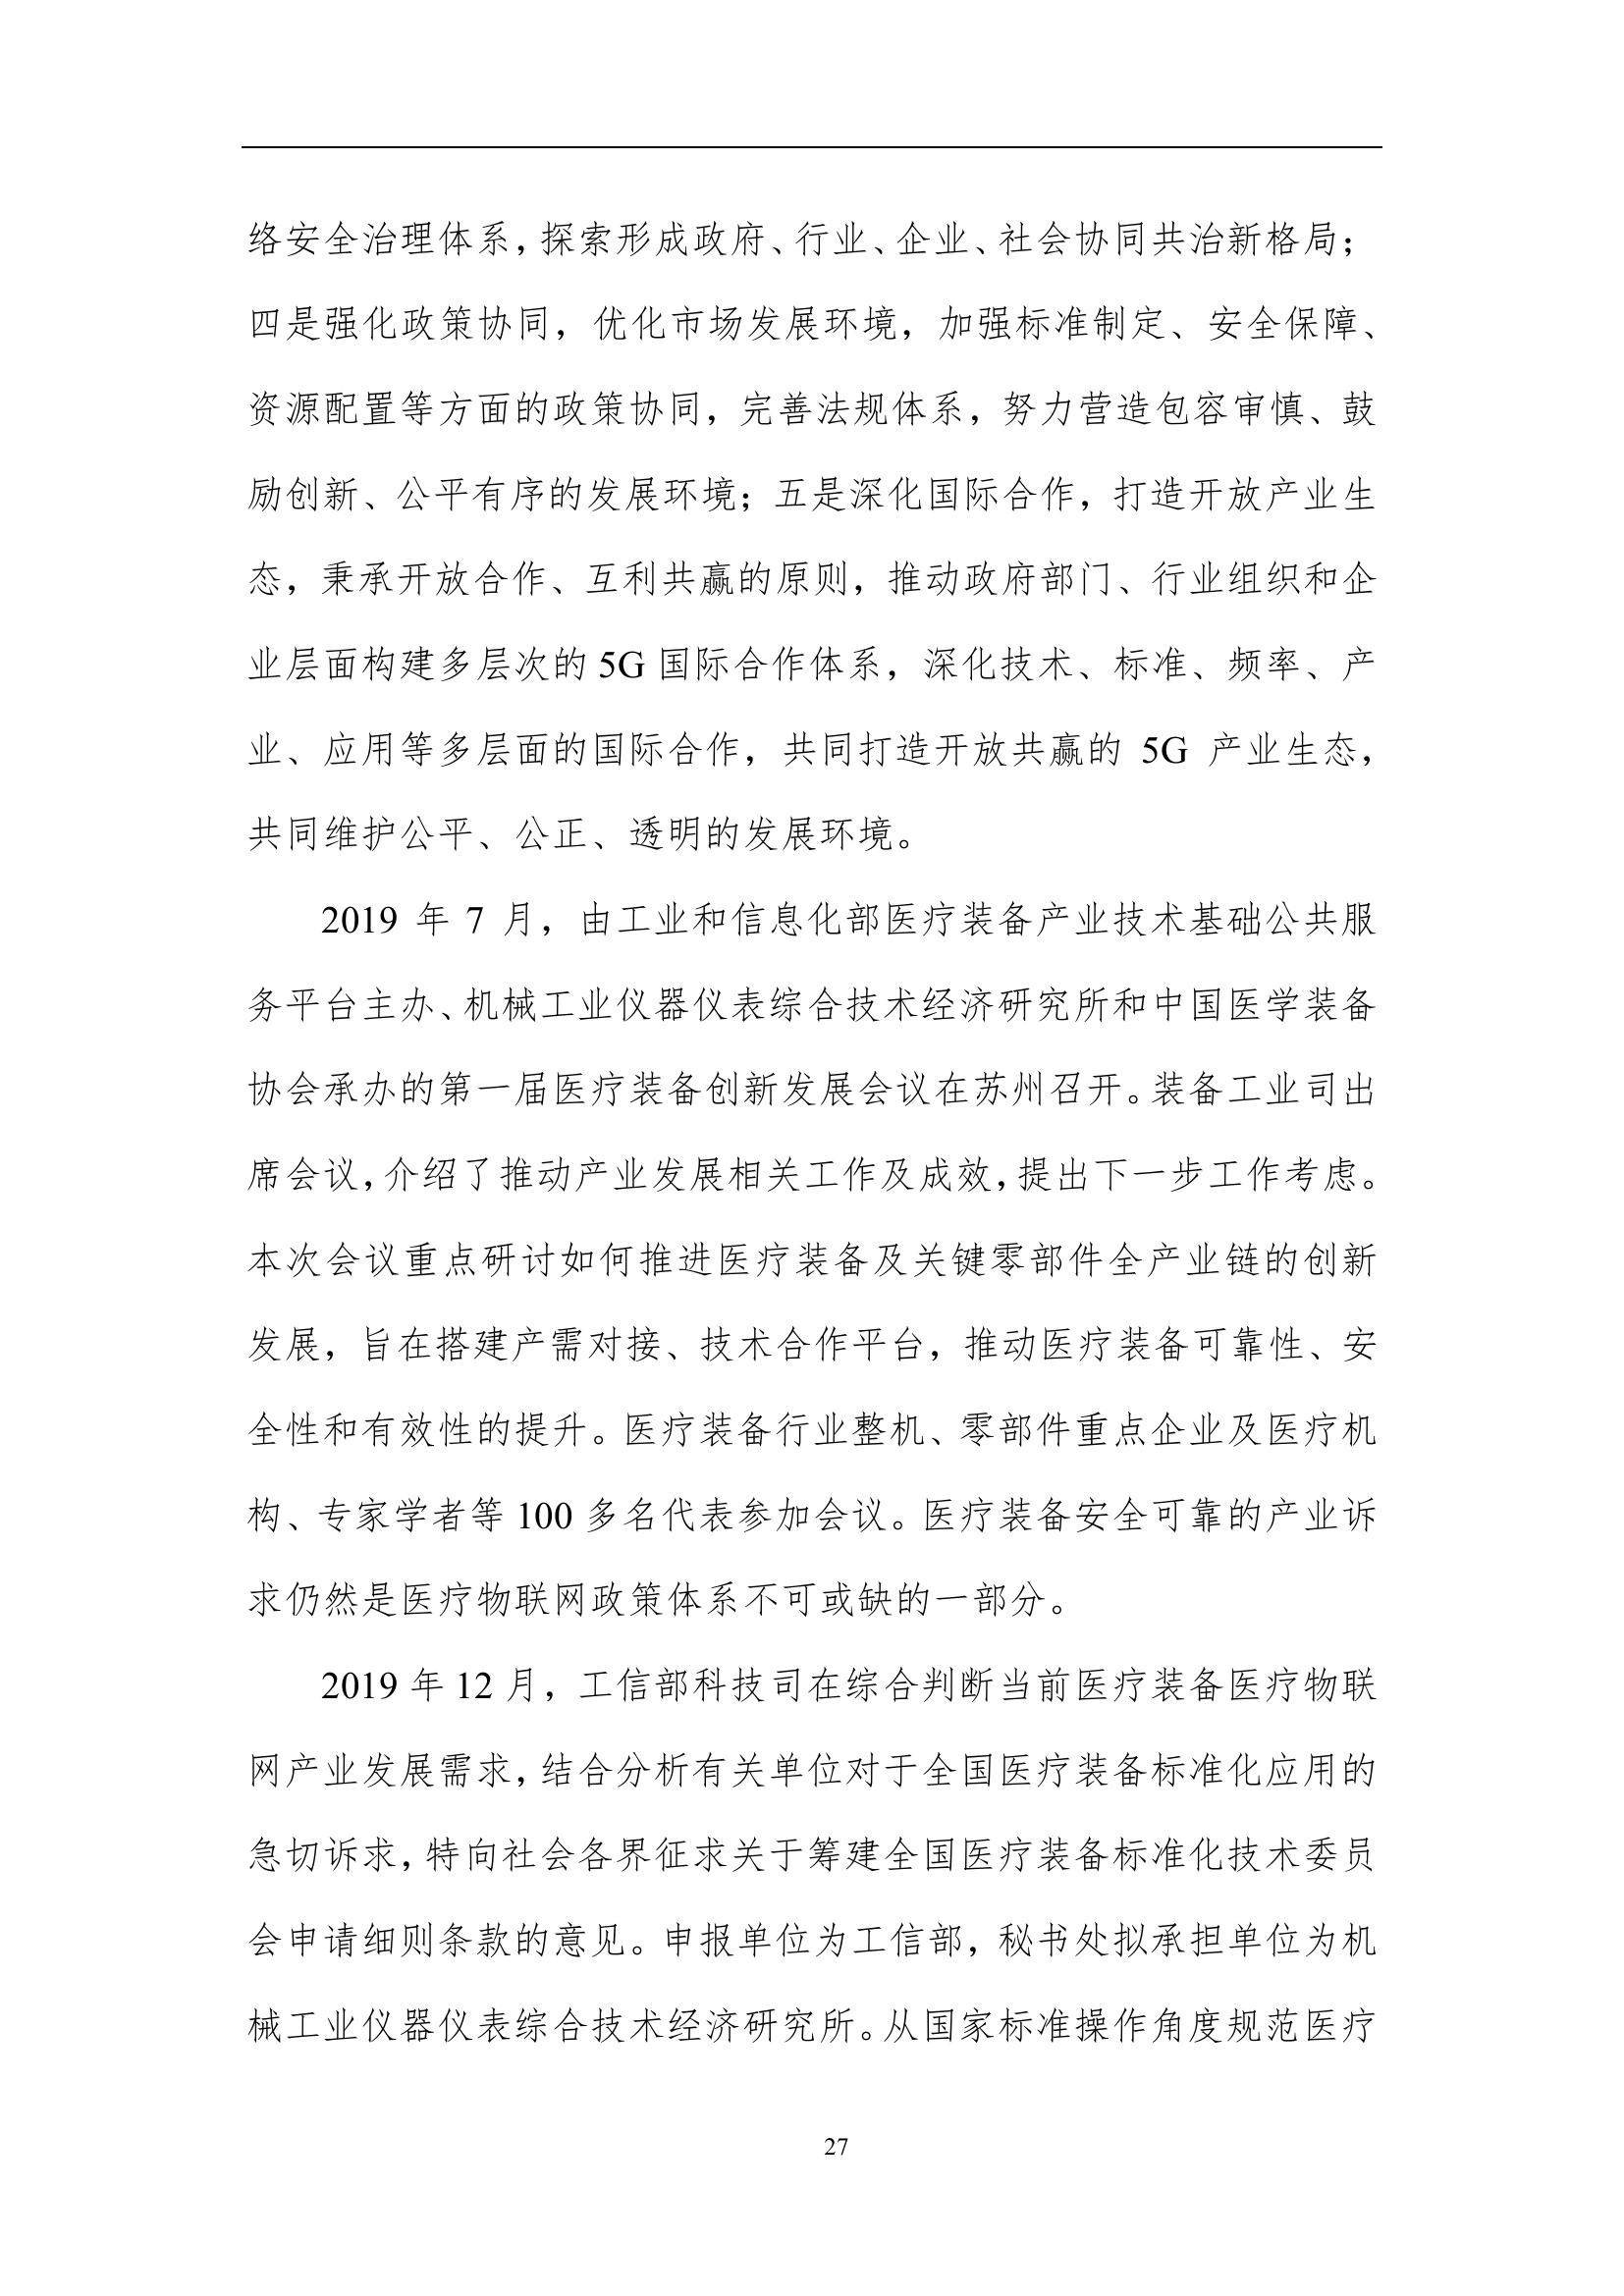 络安全治理体系，探索形成政府、行业、企业、社会协同共治新格局；
四是强化政策协同，优化市场发展环境，加强标准制定、安全保障、
资源配置等方面的政策协同，完善法规体系，努力营造包容审慎、鼓
励创新、公平有序的发展环境；五是深化国际合作，打造开放产业生
态，秉承开放合作、互利共赢的原则，推动政府部门、行业组织和企
业层面构建多层次的 5G 国际合作体系，深化技术、标准、频率、产
业、应用等多层面的国际合作，共同打造开放共赢的 5G 产业生态，
共同维护公平、公正、透明的发展环境。
2019 年 7 月，由工业和信息化部医疗装备产业技术基础公共服
务平台主办、机械工业仪器仪表综合技术经济研究所和中国医学装备
协会承办的第一届医疗装备创新发展会议在苏州召开。装备工业司出
席会议，介绍了推动产业发展相关工作及成效，提出下一步工作考虑。
本次会议重点研讨如何推进医疗装备及关键零部件全产业链的创新
发展，旨在搭建产需对接、技术合作平台，推动医疗装备可靠性、安
全性和有效性的提升。医疗装备行业整机、零部件重点企业及医疗机
构、专家学者等 100 多名代表参加会议。医疗装备安全可靠的产业诉
求仍然是医疗物联网政策体系不可或缺的一部分。
2019 年 12 月，工信部科技司在综合判断当前医疗装备医疗物联
网产业发展需求，结合分析有关单位对于全国医疗装备标准化应用的
急切诉求，特向社会各界征求关于筹建全国医疗装备标准化技术委员
会申请细则条款的意见。申报单位为工信部，秘书处拟承担单位为机
械工业仪器仪表综合技术经济研究所。从国家标准操作角度规范医疗
27